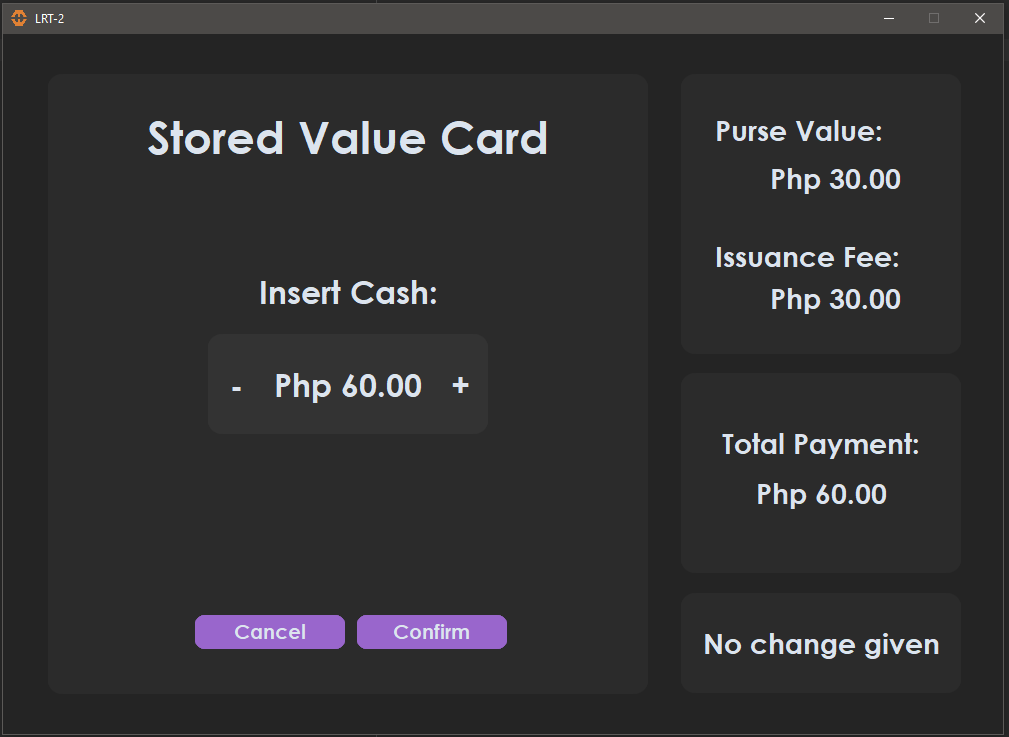 LRT-2
Stored Value Card
Insert Cash:
- Php 60.00 +
Cancel Confirm
Purse Value:
Php 30.00
Issuance Fee:
Php 30.00
Total Payment:
Php 60.00
No change given